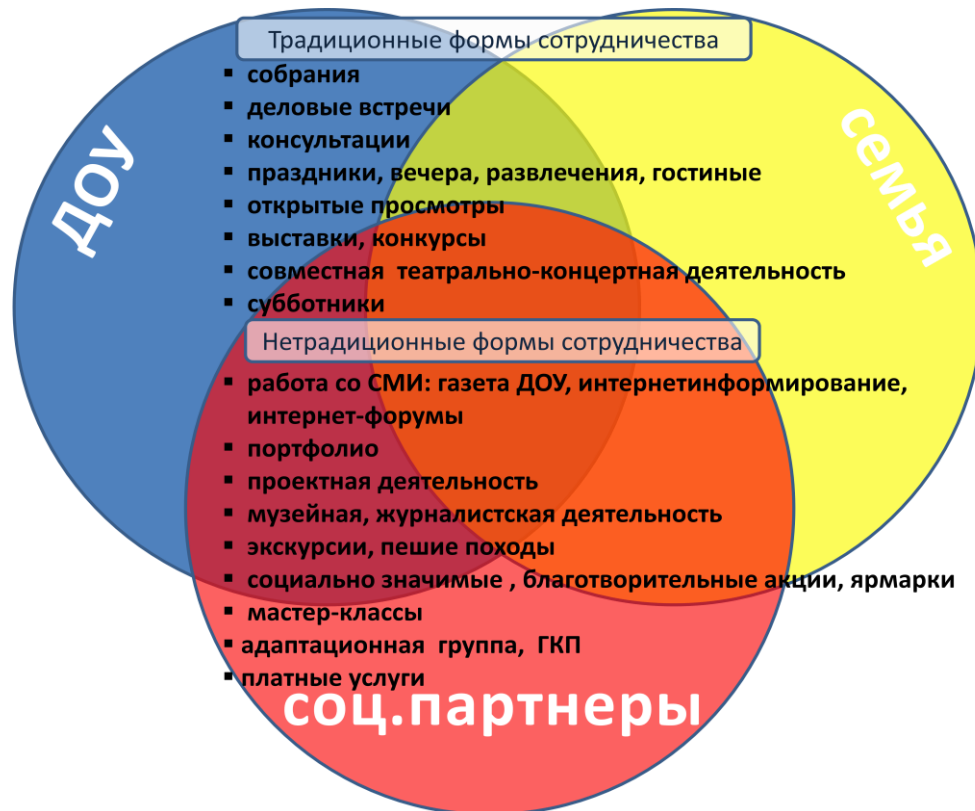 Традиционные формы сотрудничества
▪ собрания
▪ деловые встречи
▪ консультации
▪ праздники, вечера, развлечения, гостиные
▪ открытые просмотры
▪ выставки, конкурсы
▪ совместная театрально-концертная деятельность
▪ субботники
ДОУ
семья
Нетрадиционные формы сотрудничества
▪ работа со СМИ: газета ДОУ, интернетинформирование,
интернет-форумы
▪ портфолио
▪ проектная деятельность
▪ музейная, журналистская деятельность
▪ экскурсии, пешие походы
▪ социально значимые , благотворительные акции, ярмарки
▪ мастер-классы
▪ адаптационная группа, ГКП
▪ платные услуги
соц.партнеры